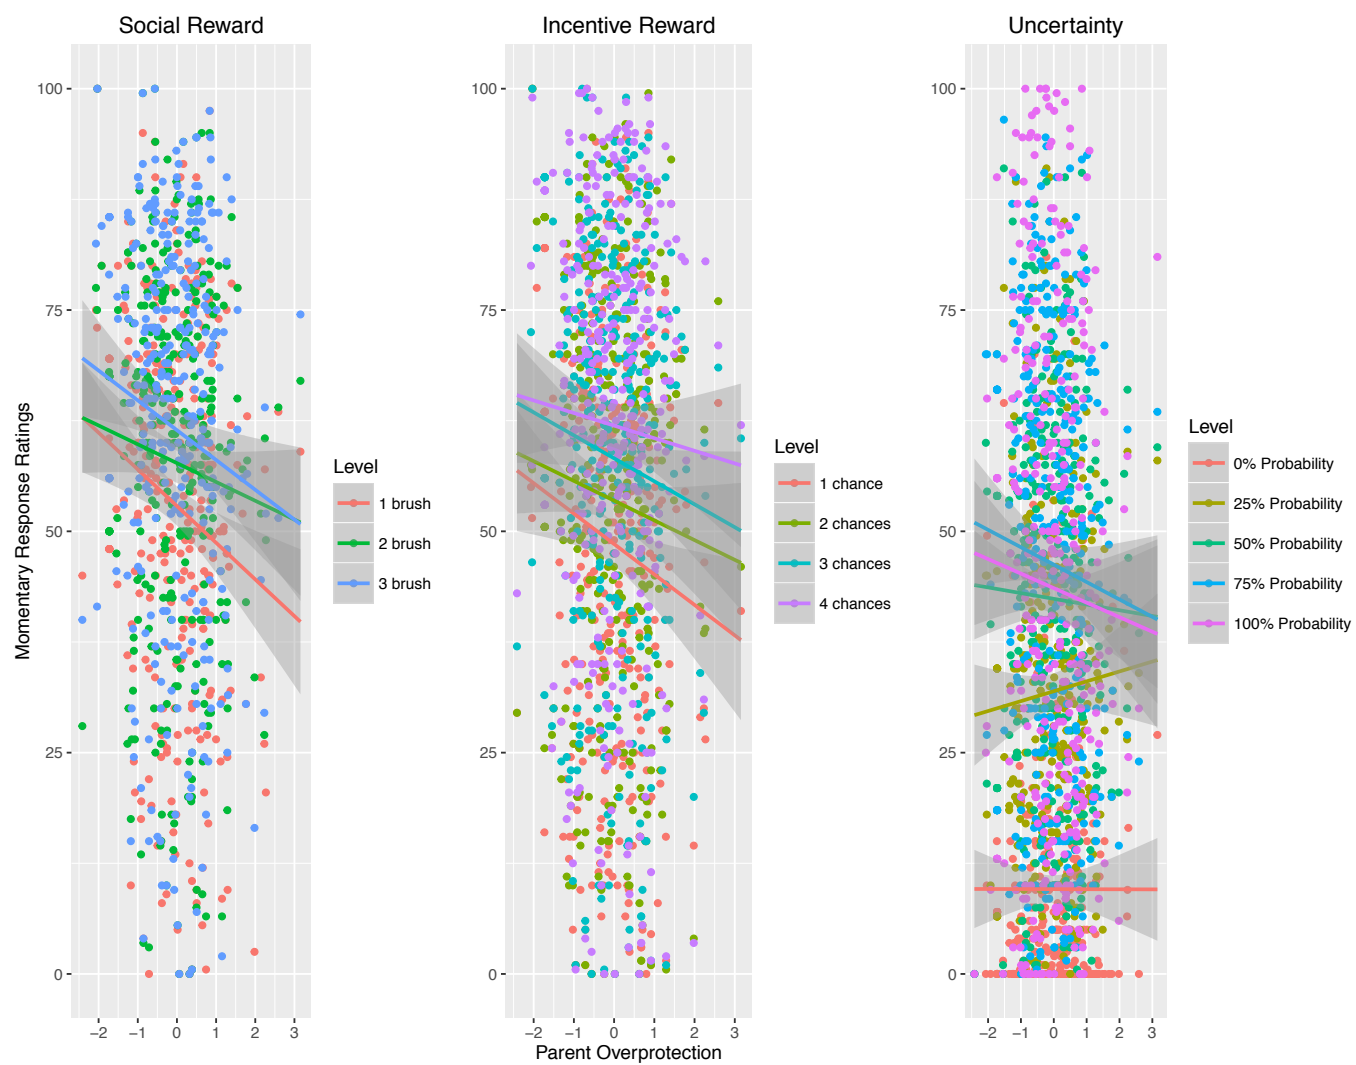 Social Reward
Incentive Reward
Uncertainty
Momentary Response Ratings
100
75
50
25
0
−2 −1 0 1 2 3
Level
1 brush
2 brush
3 brush
100
75
50
25
0
−2 −1 0 1 2 3
Parent Overprotection
Level
1 chance
2 chances
3 chances
4 chances
100
75
50
25
0
−2 −1 0 1 2 3
Level
0% Probability
25% Probability
50% Probability
75% Probability
100% Probability